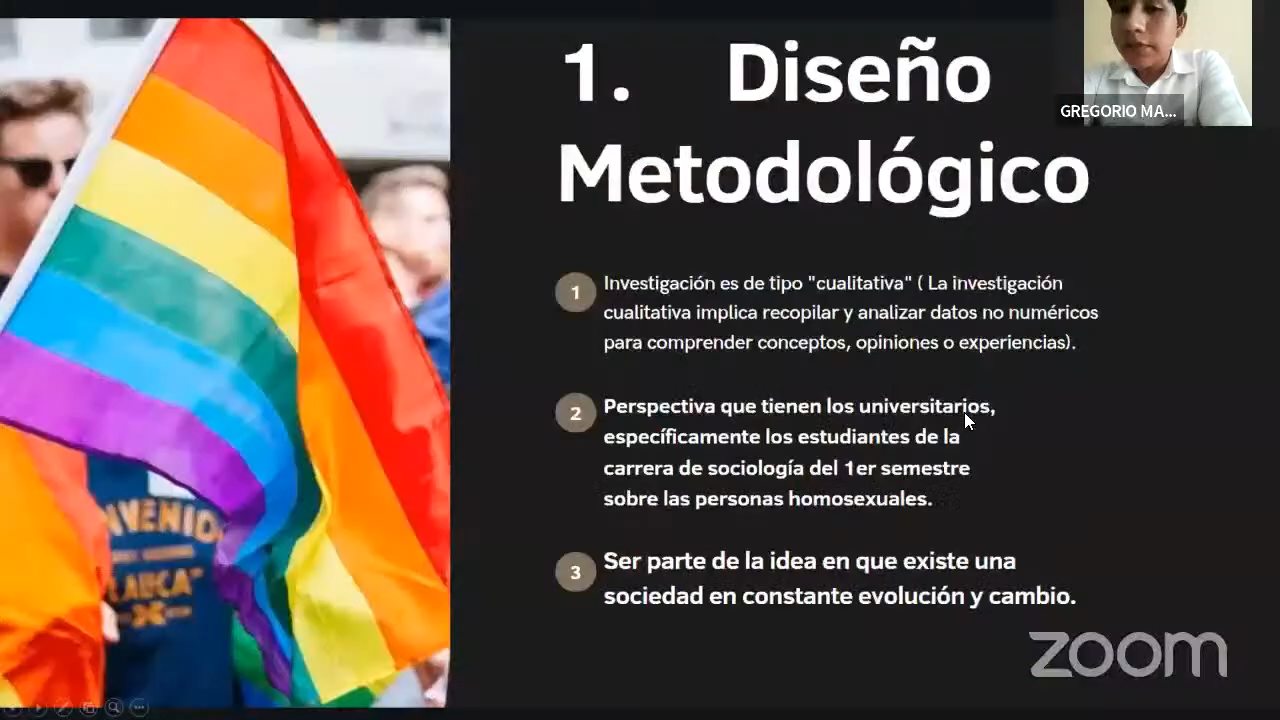 1. Diseño
Metodológico
GREGORIO MA...
1
Investigación es de tipo "cualitativa" ( La investigación
cualitativa implica recopilar y analizar datos no numéricos
para comprender conceptos, opiniones o experiencias).
2
Perspectiva que tienen los universitarios,
específicamente los estudiantes de la
carrera de sociología del 1er semestre
sobre las personas homosexuales.
3
Ser parte de la idea en que existe una
sociedad en constante evolución y cambio.
zoom